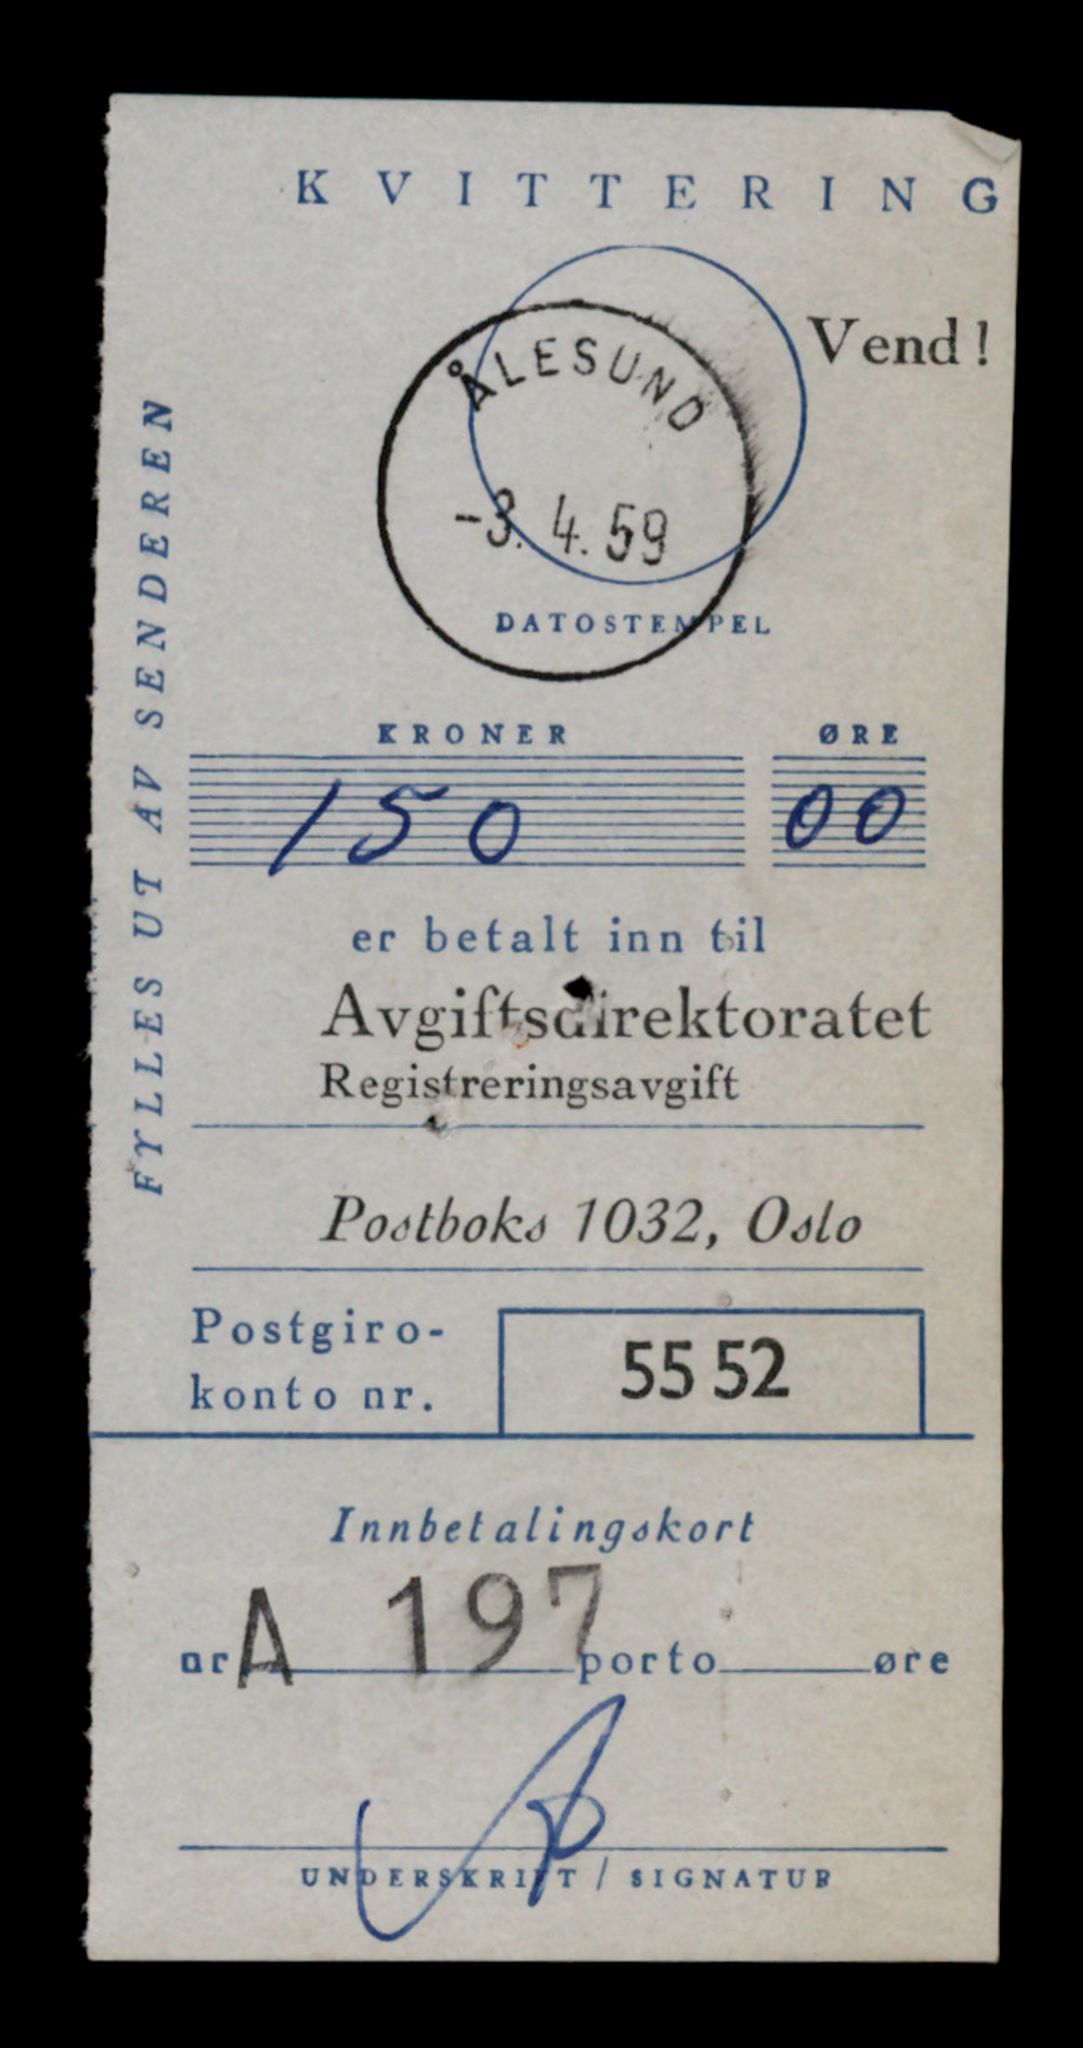 KVITTERING
Vend!
ÅLESUND
-3. 4. 59
DATOSTEMPEL
FYLLES UT AV SENDEREN
KRONER ØRE
150 00
er betalt inn til
Avgiftsdirektoratet
Registreringsavgift
Postboks 1032, Oslo
Postgiro-
konto nr.
55 52
Innbetalingskort
nr A 197 porto øre
UNDERSKRIFT / SIGNATUR